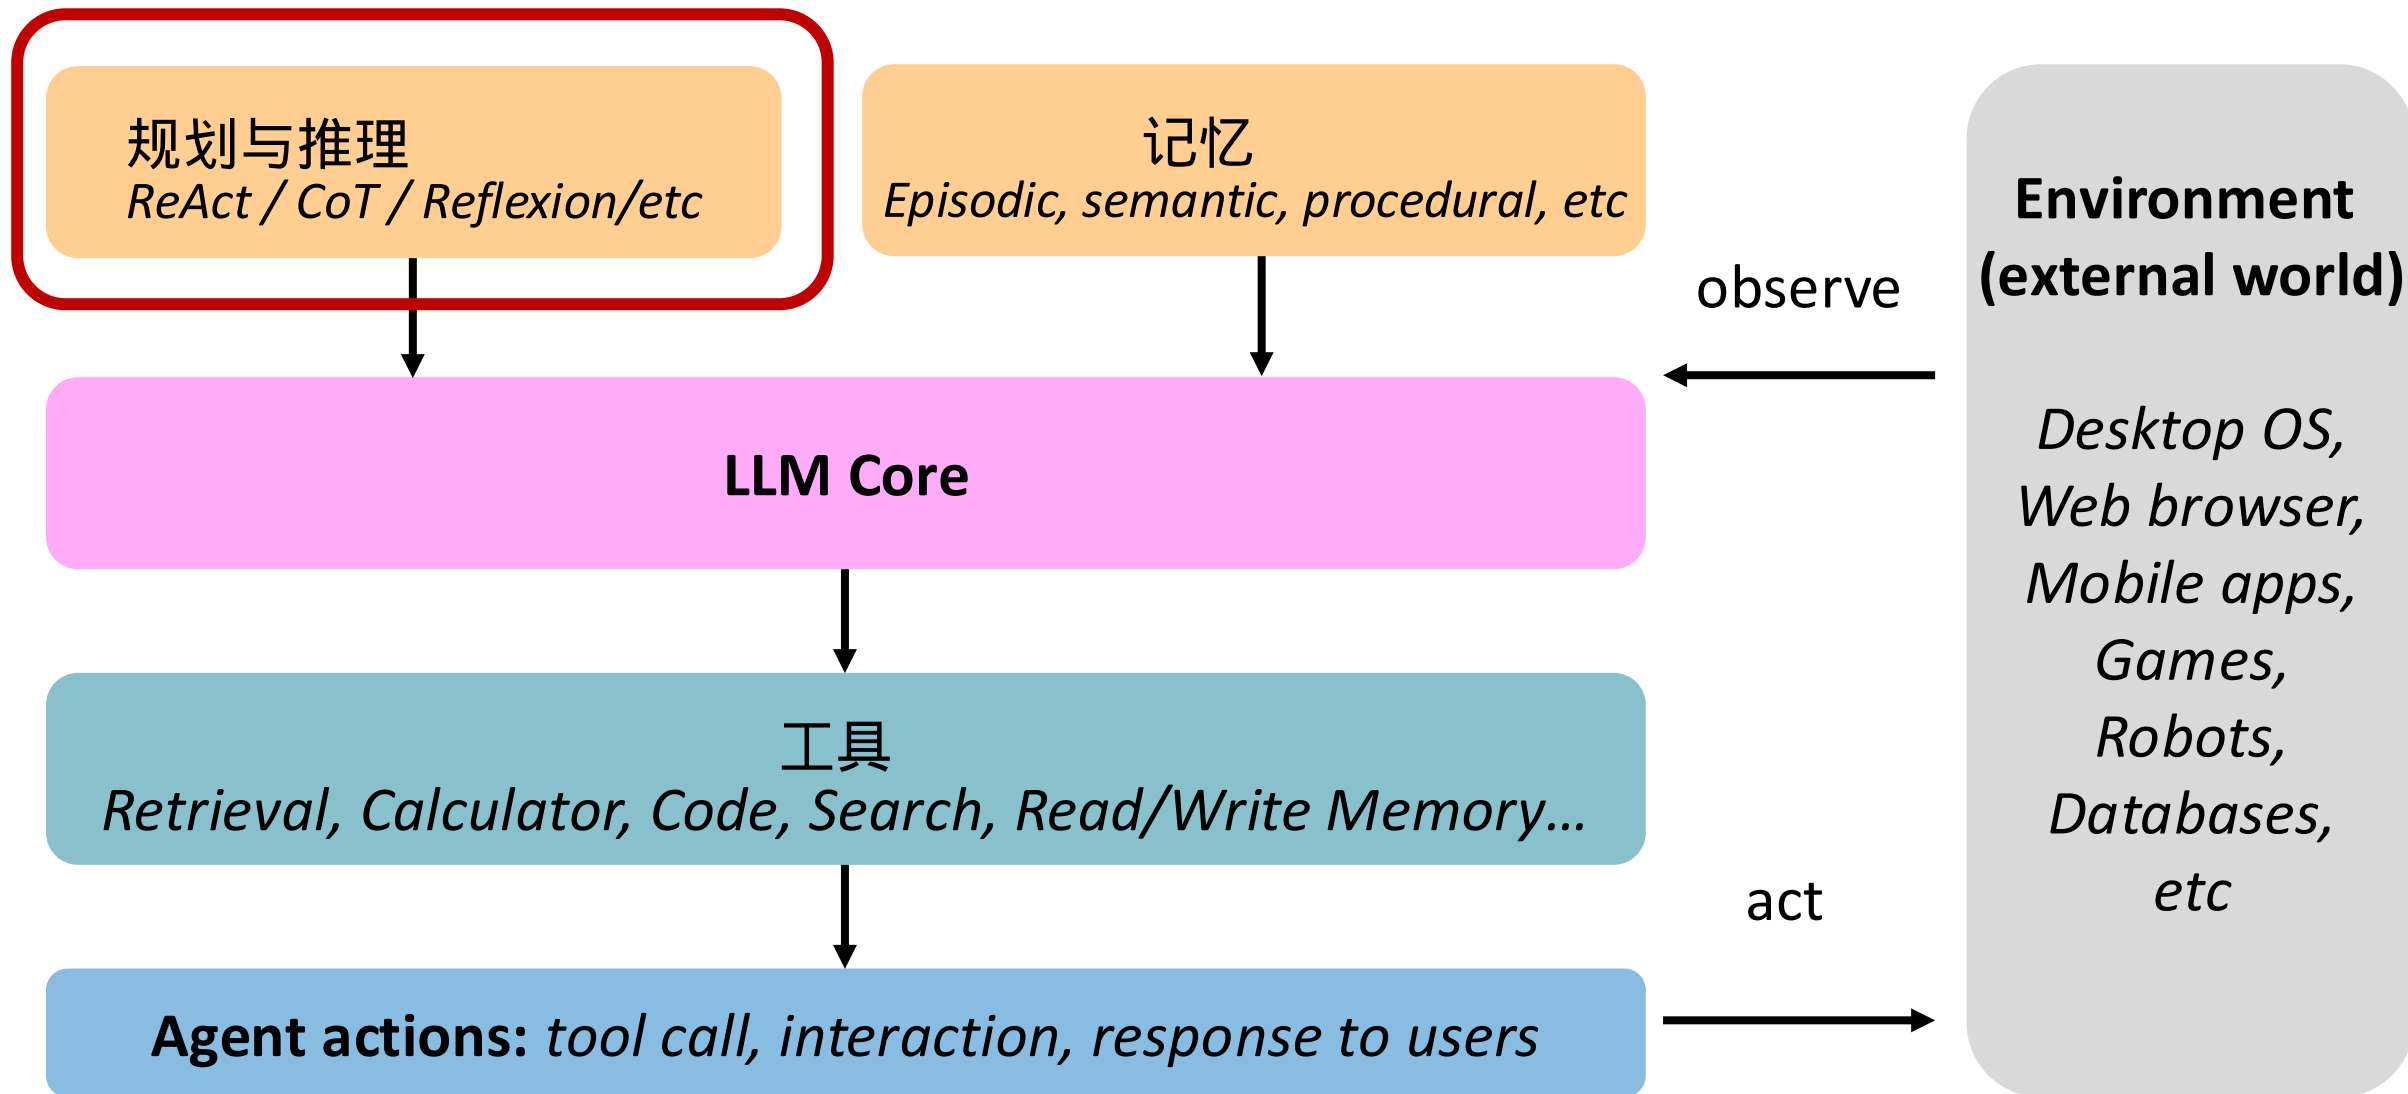 规划与推理
ReAct / CoT / Reflexion/etc
记忆
Episodic, semantic, procedural, etc
observe
Environment
(external world)
Desktop OS,
Web browser,
Mobile apps,
Games,
Robots,
Databases,
etc
LLM Core
工具
Retrieval, Calculator, Code, Search, Read/Write Memory...
act
Agent actions: tool call, interaction, response to users